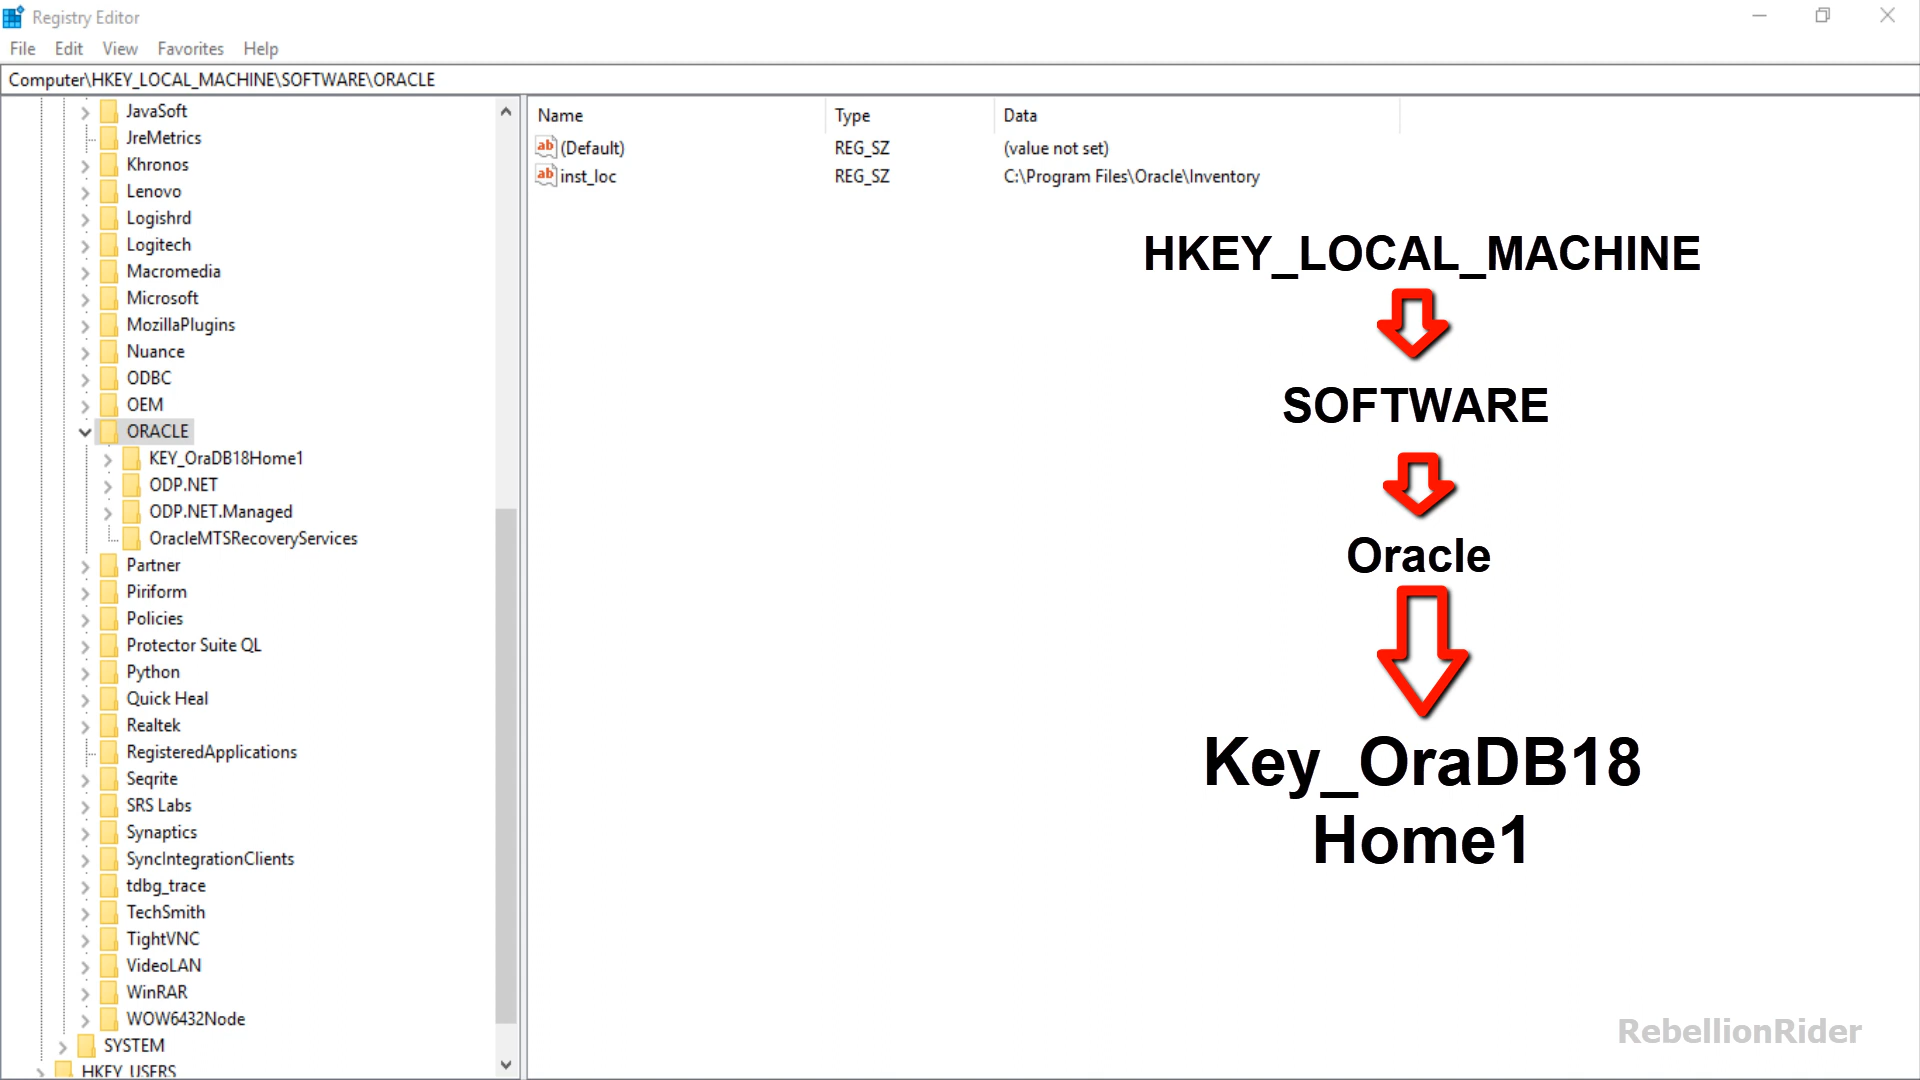 Registry Editor
File Edit View Favorites Help
Computer\HKEY_LOCAL_MACHINE\SOFTWARE\ORACLE
JavaSoft
JreMetrics
Khronos
Lenovo
Logishrd
Logitech
Macromedia
Microsoft
MozillaPlugins
Nuance
ODBC
OEM
ORACLE
KEY_OraDB18Home1
ODP.NET
ODP.NET.Managed
OracleMTSRecoveryServices
Partner
Piriform
Policies
Protector Suite QL
Python
Quick Heal
Realtek
RegisteredApplications
Seqrite
SRS Labs
Synaptics
SyncIntegrationClients
tdbg_trace
TechSmith
TightVNC
VideoLAN
WinRAR
WOW6432Node
SYSTEM
HKEY_USERS
Name Type Data
ab (Default) REG_SZ (value not set)
ab inst_loc REG_SZ C:\Program Files\Oracle\Inventory
HKEY_LOCAL_MACHINE
SOFTWARE
Oracle
Key_OraDB18
Home1
RebellionRider